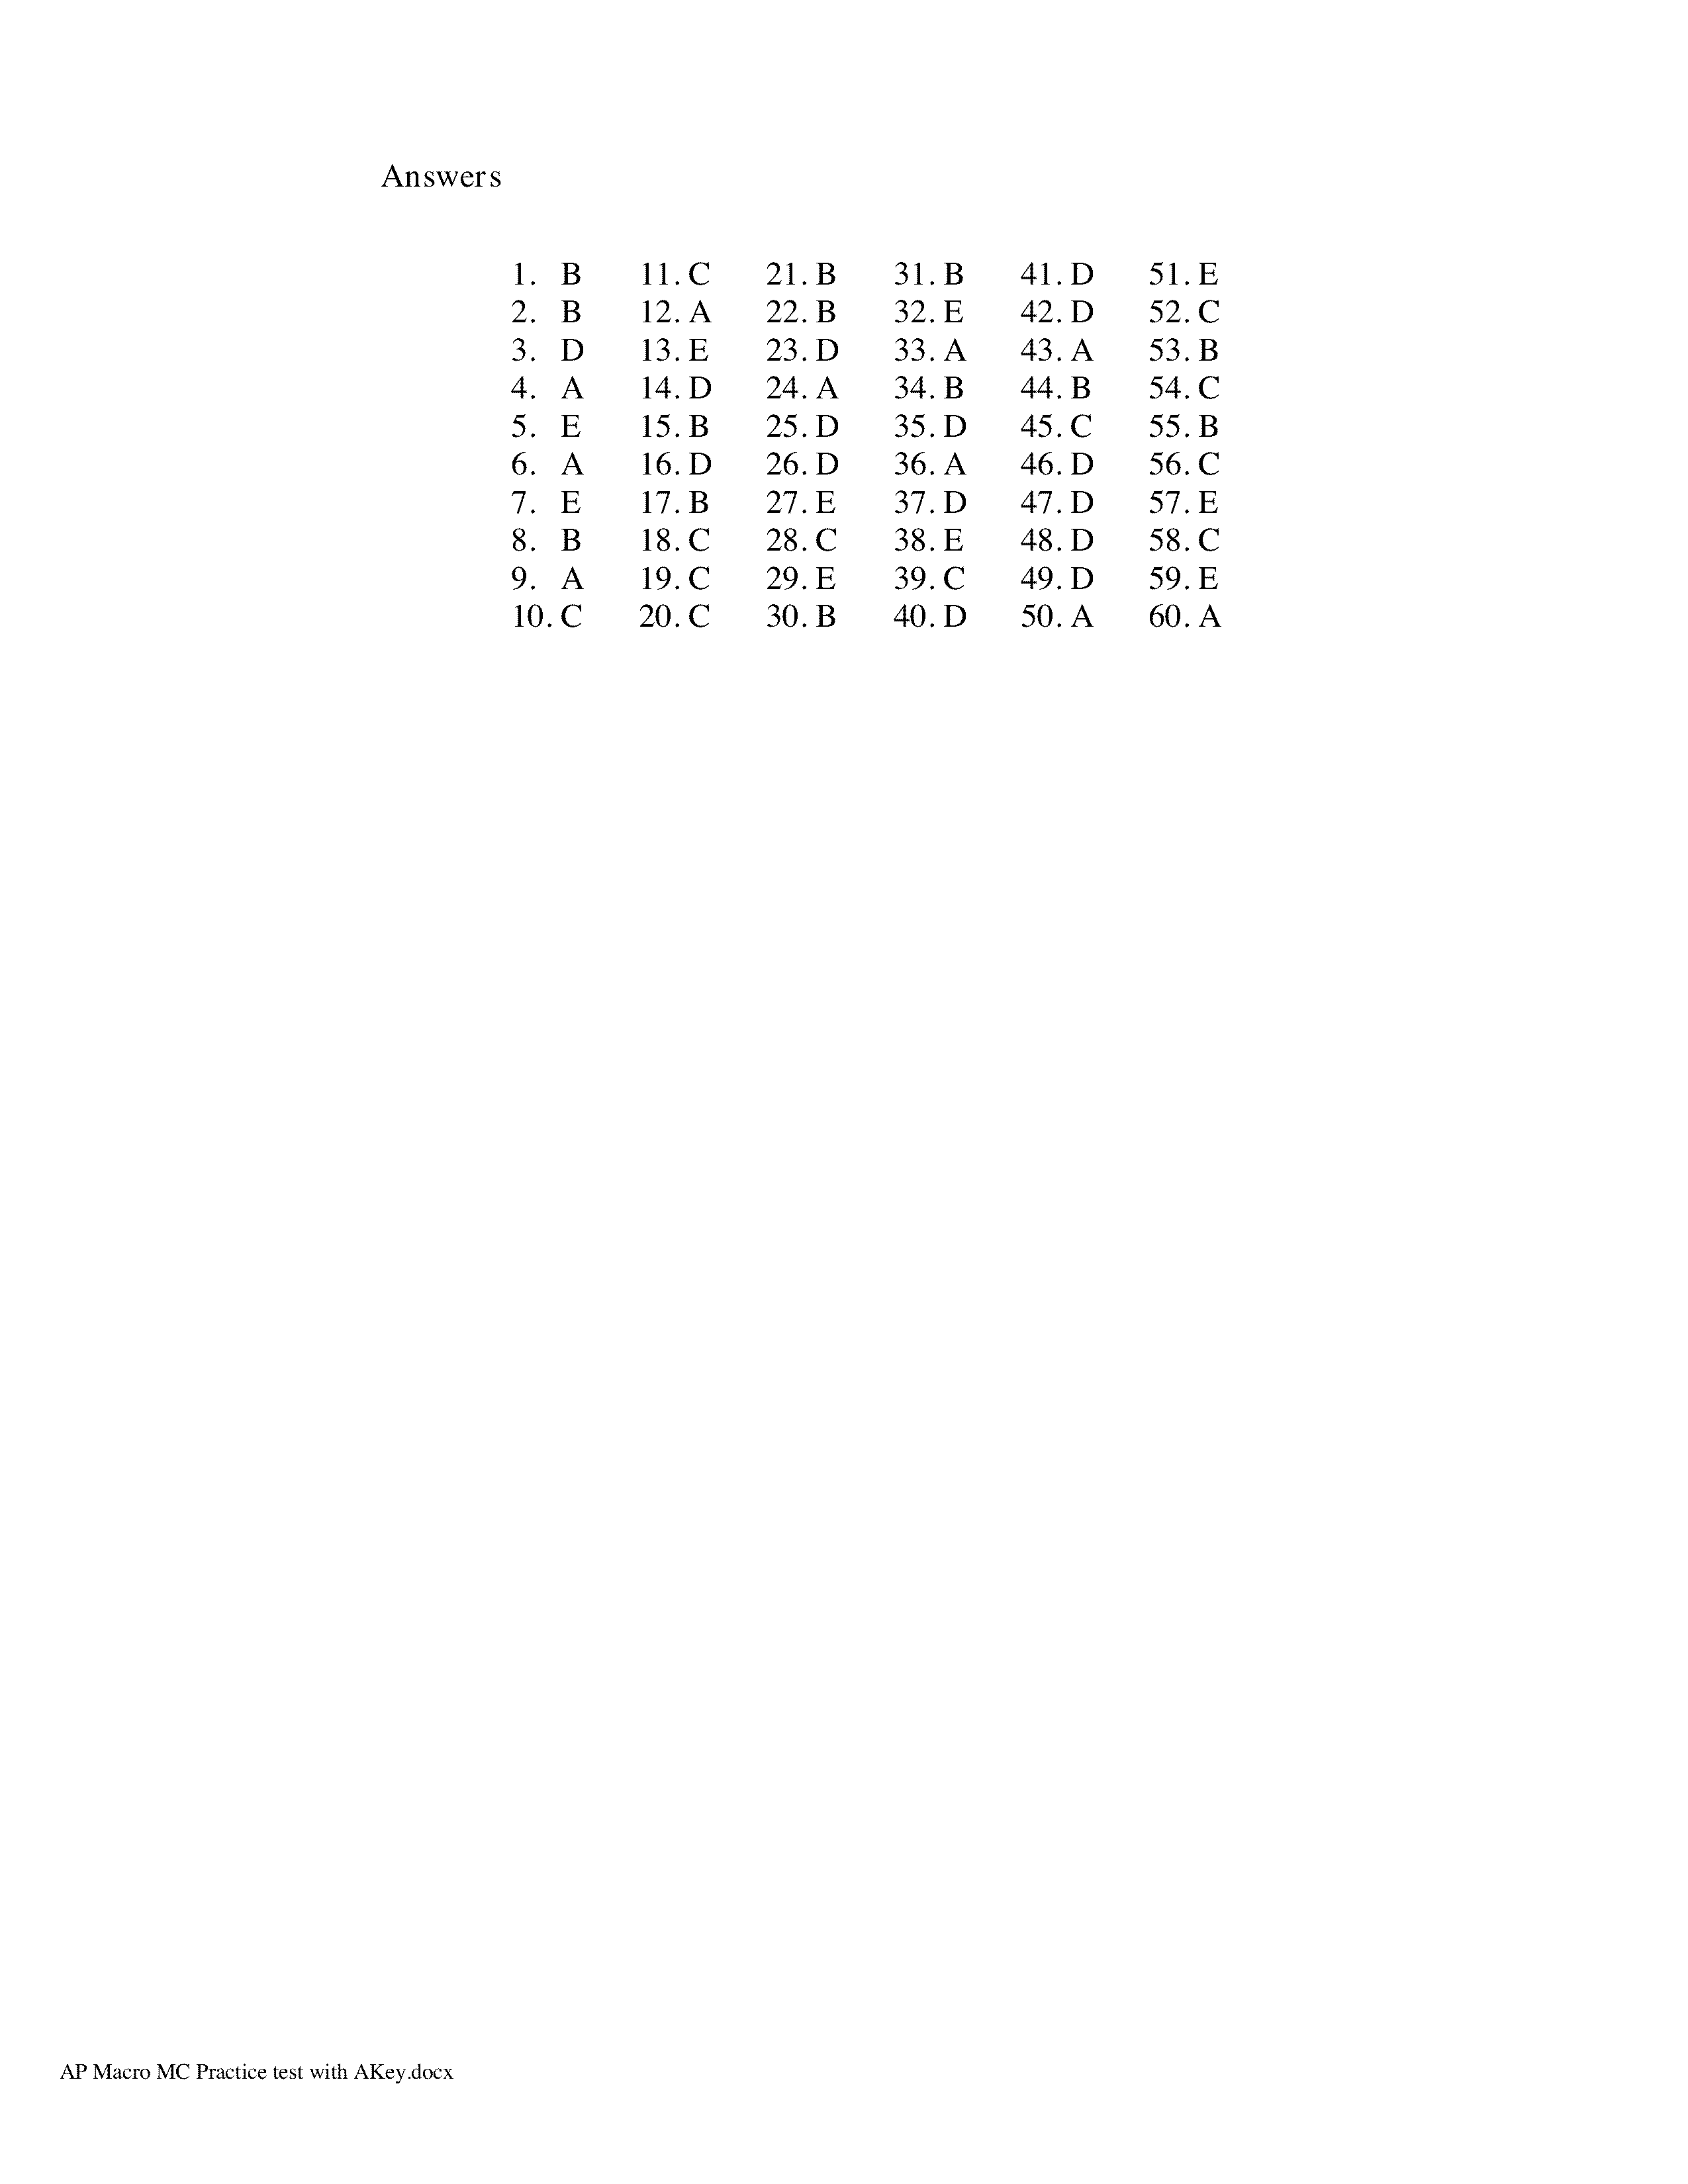 Answers
1. B 11. C 21. B 31. B 41. D 51. E
2. B 12. A 22. B 32. E 42. D 52. C
3. D 13. E 23. D 33. A 43. A 53. B
4. A 14. D 24. A 34. B 44. B 54. C
5. E 15. B 25. D 35. D 45. C 55. B
6. A 16. D 26. D 36. A 46. D 56. C
7. E 17. B 27. E 37. D 47. D 57. E
8. B 18. C 28. C 38. E 48. D 58. C
9. A 19. C 29. E 39. C 49. D 59. E
10. C 20. C 30. B 40. D 50. A 60. A
AP Macro MC Practice test with AKey.docx